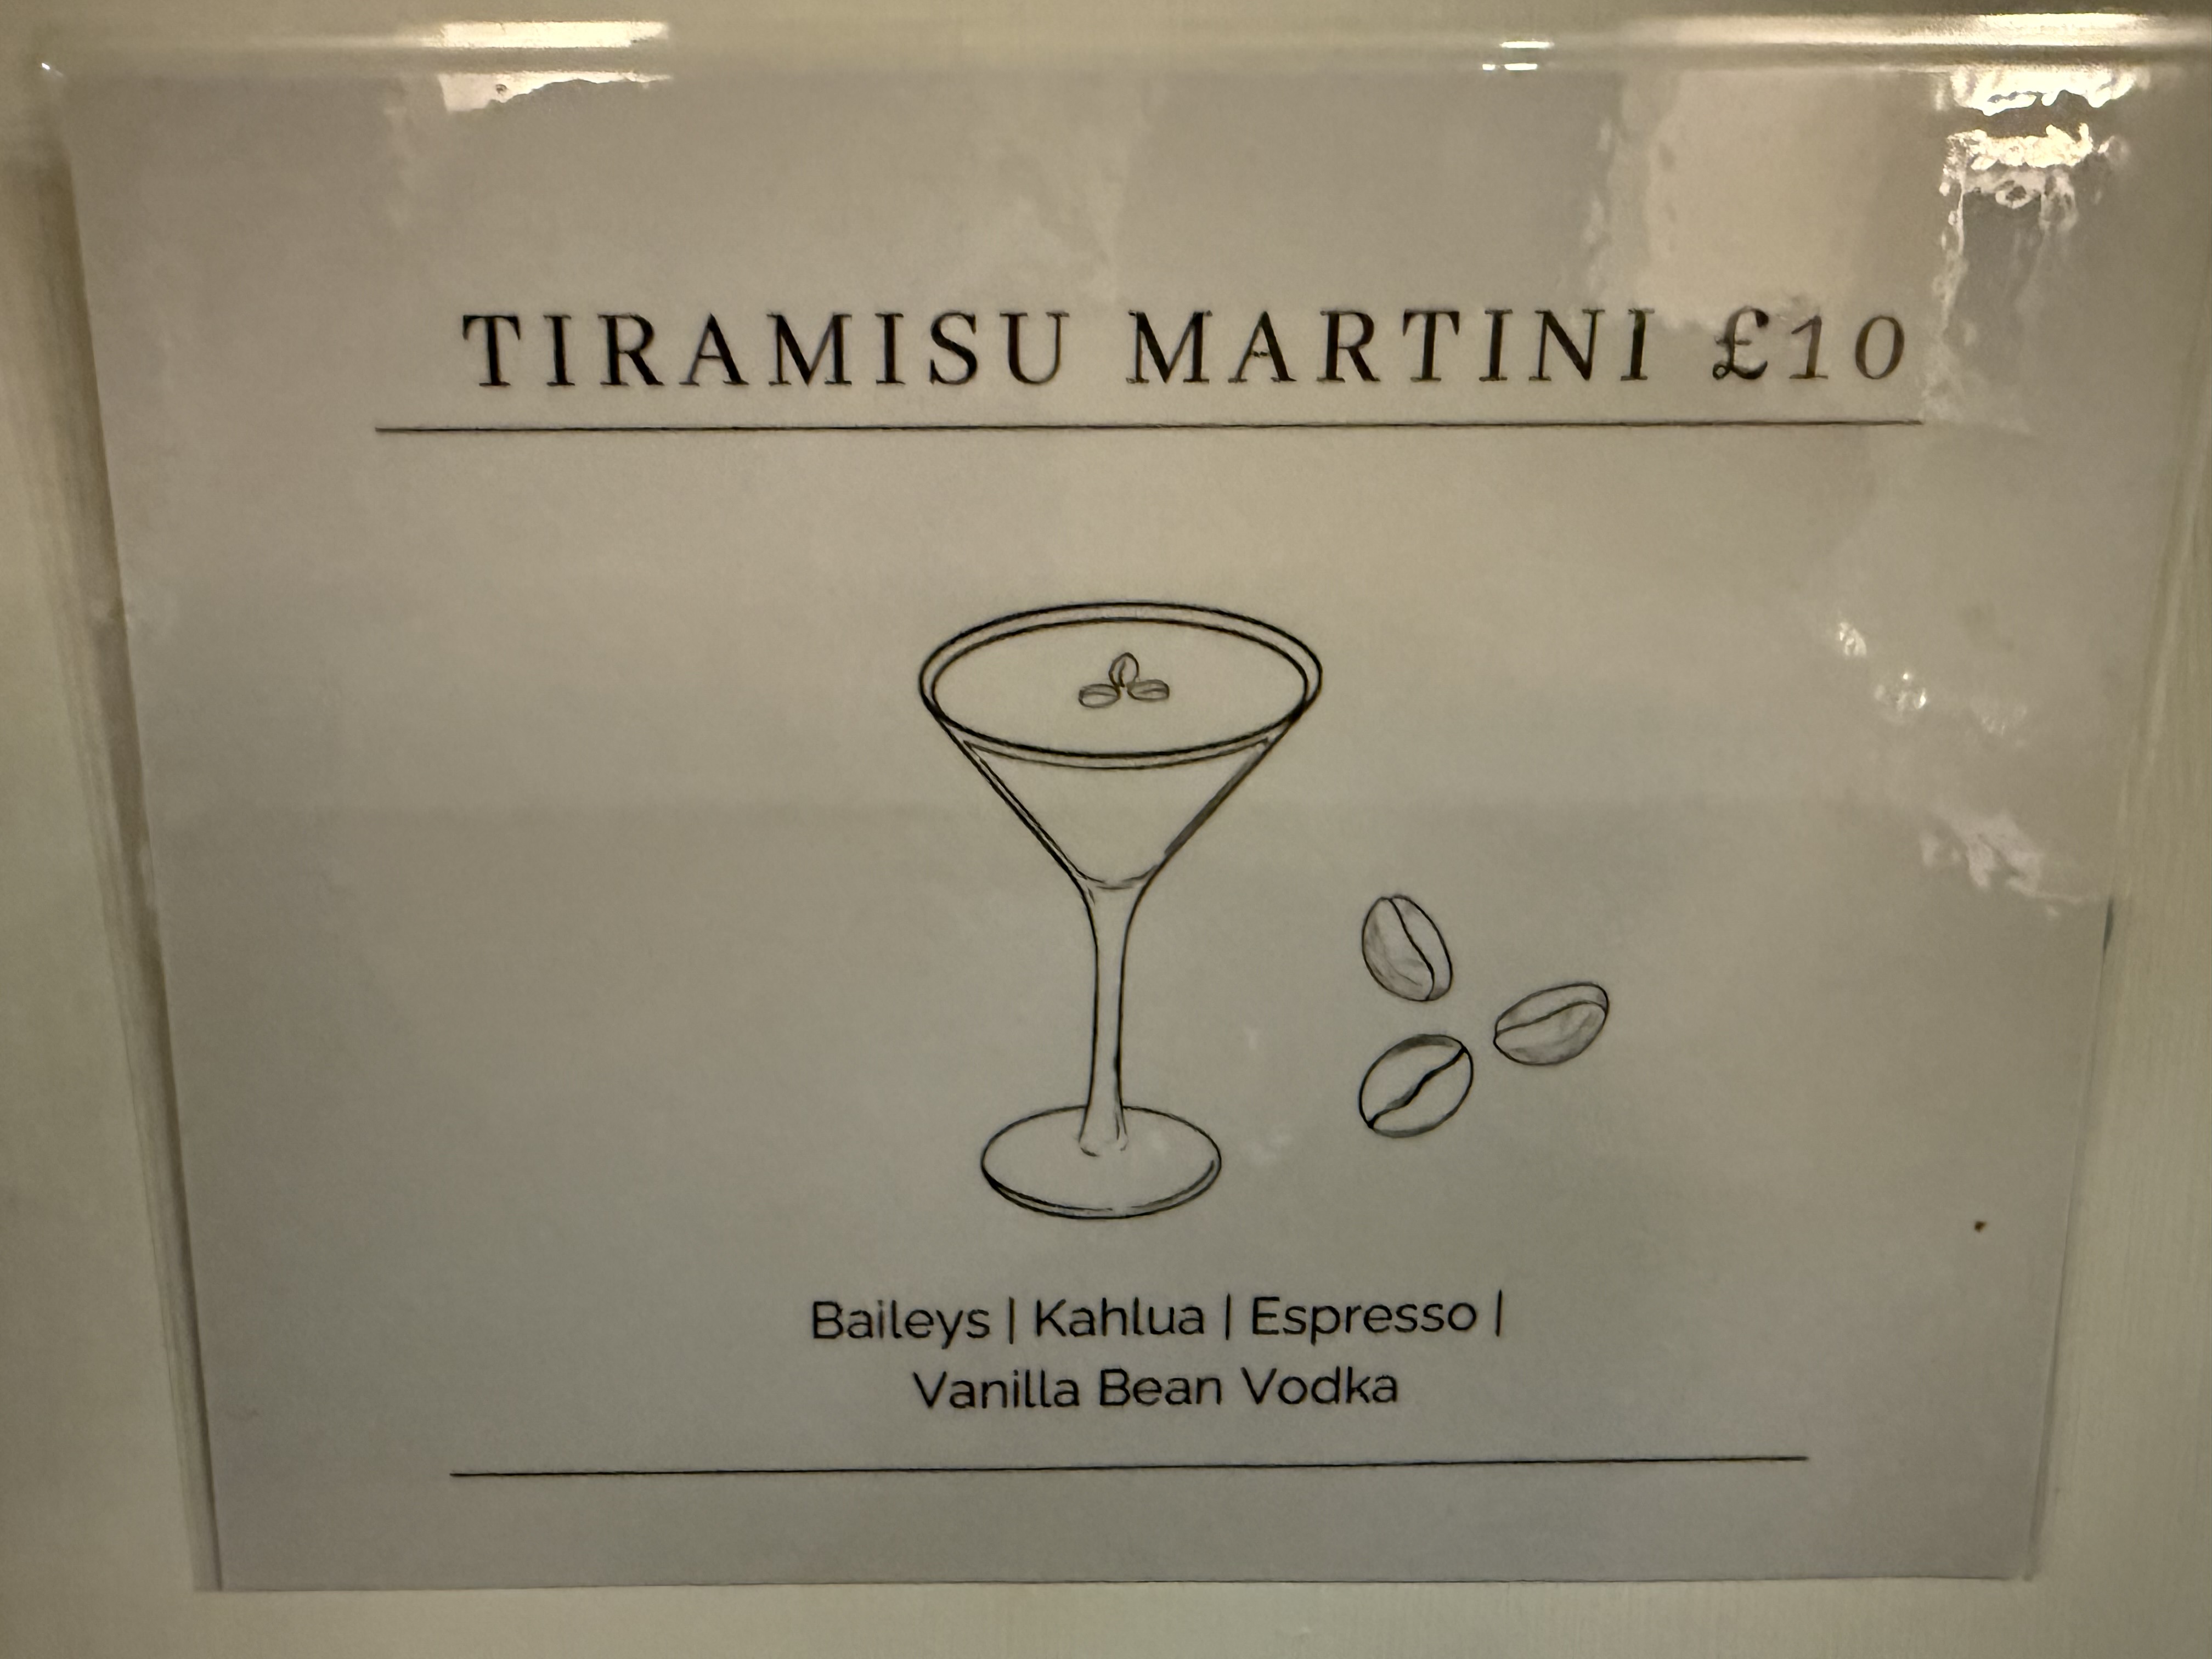 TIRAMISU MARTINI £10
Baileys | Kahlua | Espresso |
Vanilla Bean Vodka